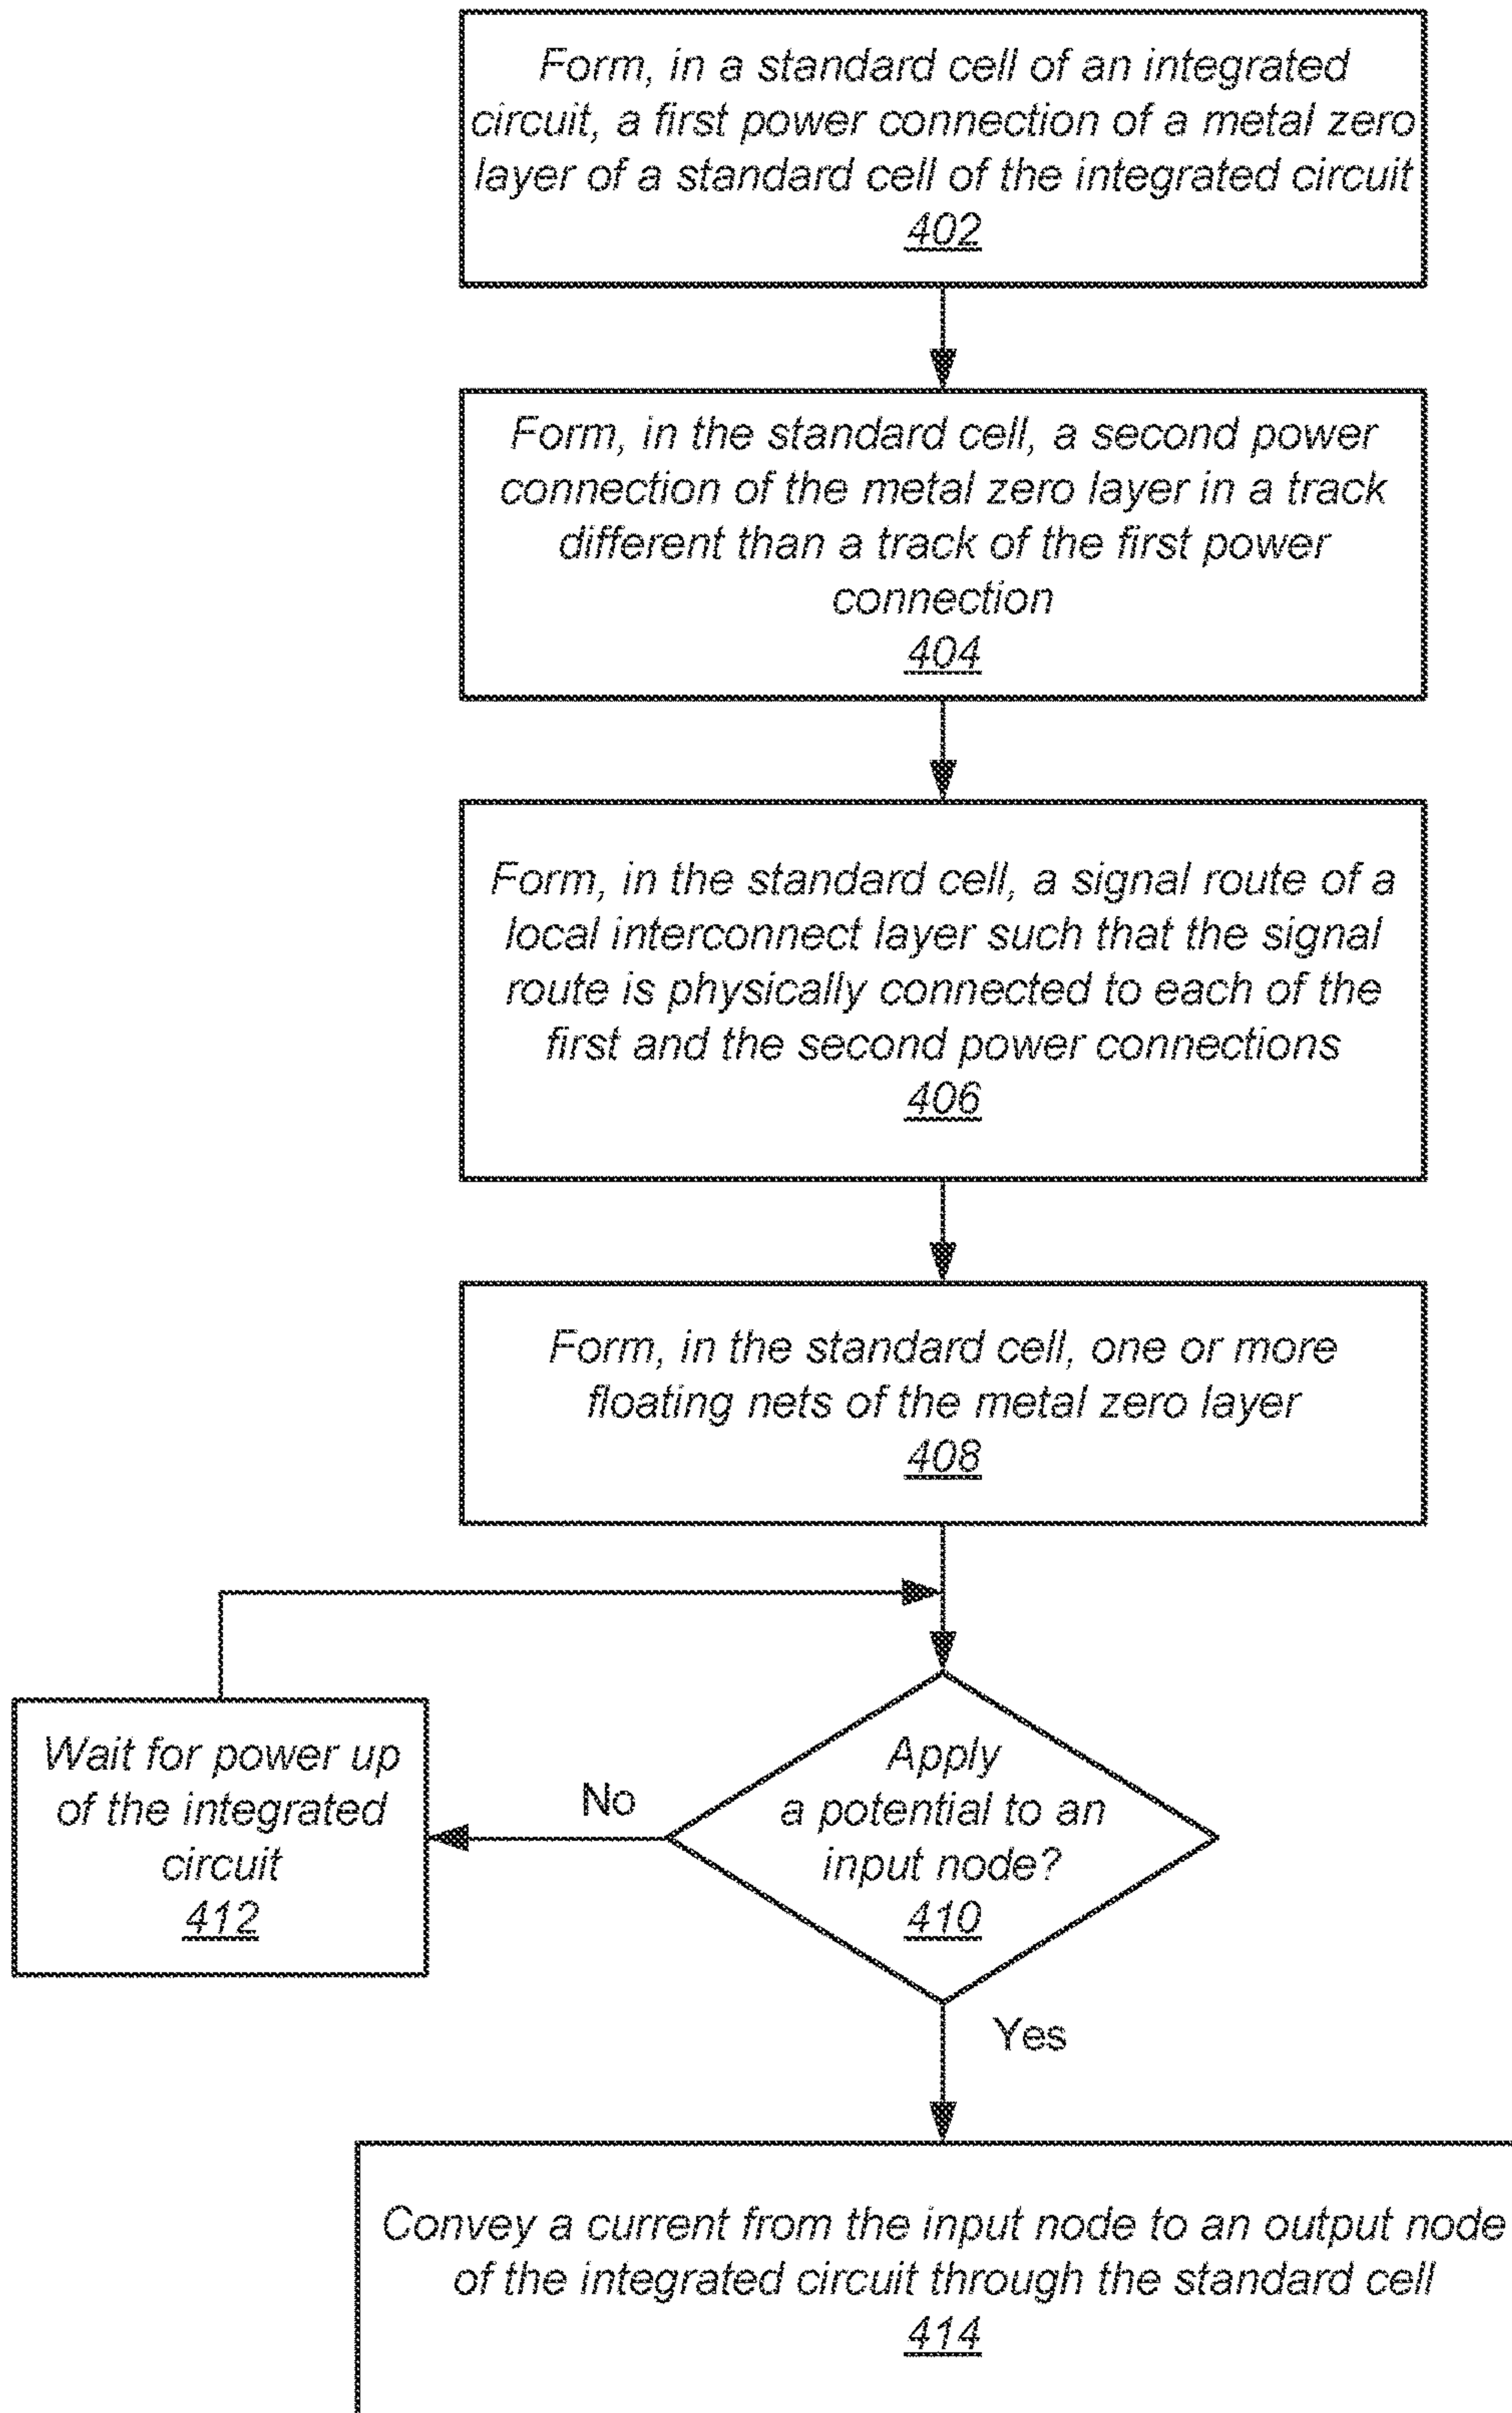 Form, in a standard cell of an integrated
circuit, a first power connection of a metal zero
layer of a standard cell of the integrated circuit
402
Form, in the standard cell, a second power
connection of the metal zero layer in a track
different than a track of the first power
connection
404
Form, in the standard cell, a signal route of a
local interconnect layer such that the signal
route is physically connected to each of the
first and the second power connections
406
Form, in the standard cell, one or more
floating nets of the metal zero layer
408
Wait for power up
of the integrated
circuit
412
No
Apply
a potential to an
input node?
410
Yes
Convey a current from the input node to an output node
of the integrated circuit through the standard cell
414